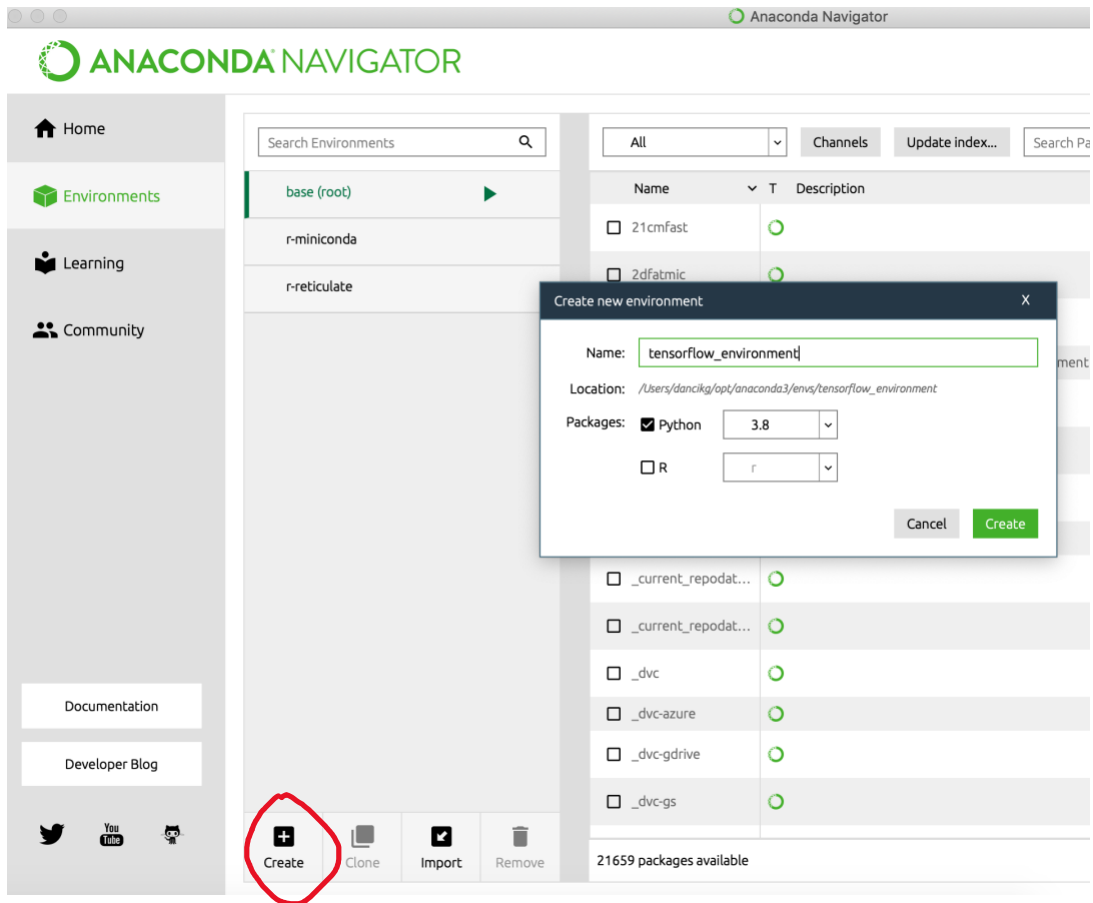 Anaconda Navigator
ANACONDA NAVIGATOR
Home
Environments
Learning
Community
Documentation
Developer Blog
You
Tube
Search Environments
base (root)
r-miniconda
r-reticulate
Create
Clone
Import
Remove
All
Channels
Update index...
Search Pa
Name
T
Description
21cmfast
2dfatmic
ment
Create new environment
X
Name:
tensorflow_environment
Location:
/Users/dancikg/opt/anaconda3/envs/tensorflow_environment
Packages:
Python
3.8
R
r
Cancel
Create
_current_repodat...
_current_repodat...
_dvc
_dvc-azure
_dvc-gdrive
_dvc-gs
21659 packages available